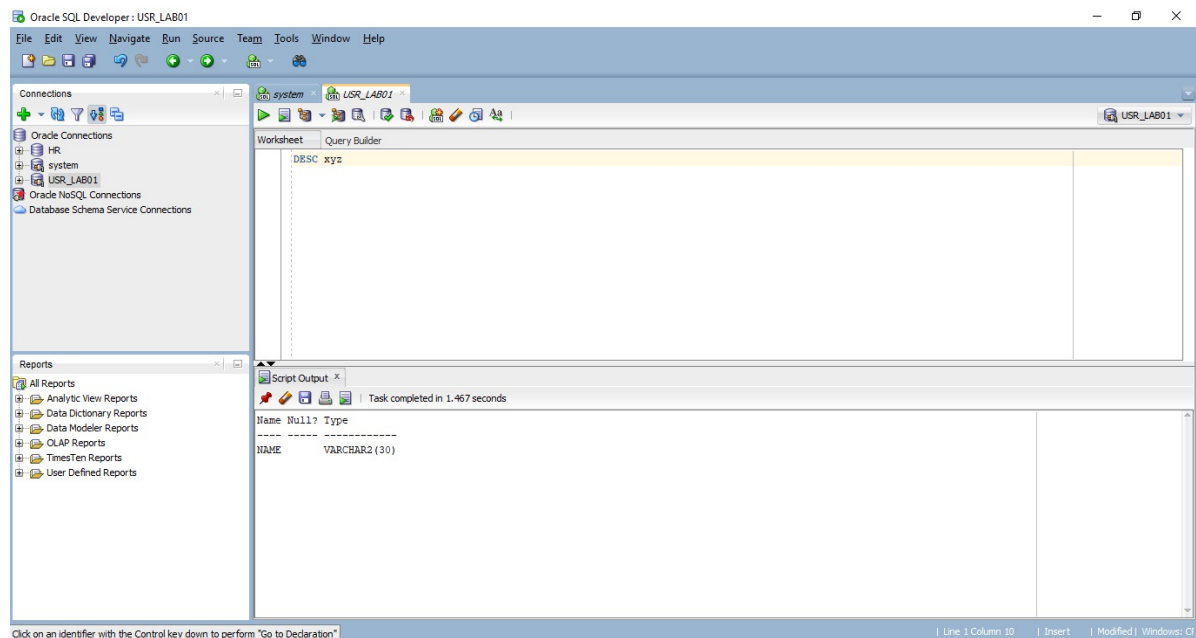 Oracle SQL Developer : USR_LAB01
File Edit View Navigate Run Source Team Tools Window Help
Connections
Oracle Connections
HR
system
USR_LAB01
Oracle NoSQL Connections
Database Schema Service Connections
Reports
All Reports
Analytic View Reports
Data Dictionary Reports
Data Modeler Reports
OLAP Reports
TimesTen Reports
User Defined Reports
system USR_LAB01
USR_LAB01
Worksheet Query Builder
DESC xyz
Script Output
Task completed in 1.467 seconds
Name Null? Type
---- ----- ------------
NAME VARCHAR2(30)
Click on an identifier with the Control key down to perform "Go to Declaration"
| Line 1 Column 10 | Insert | Modified | Windows: